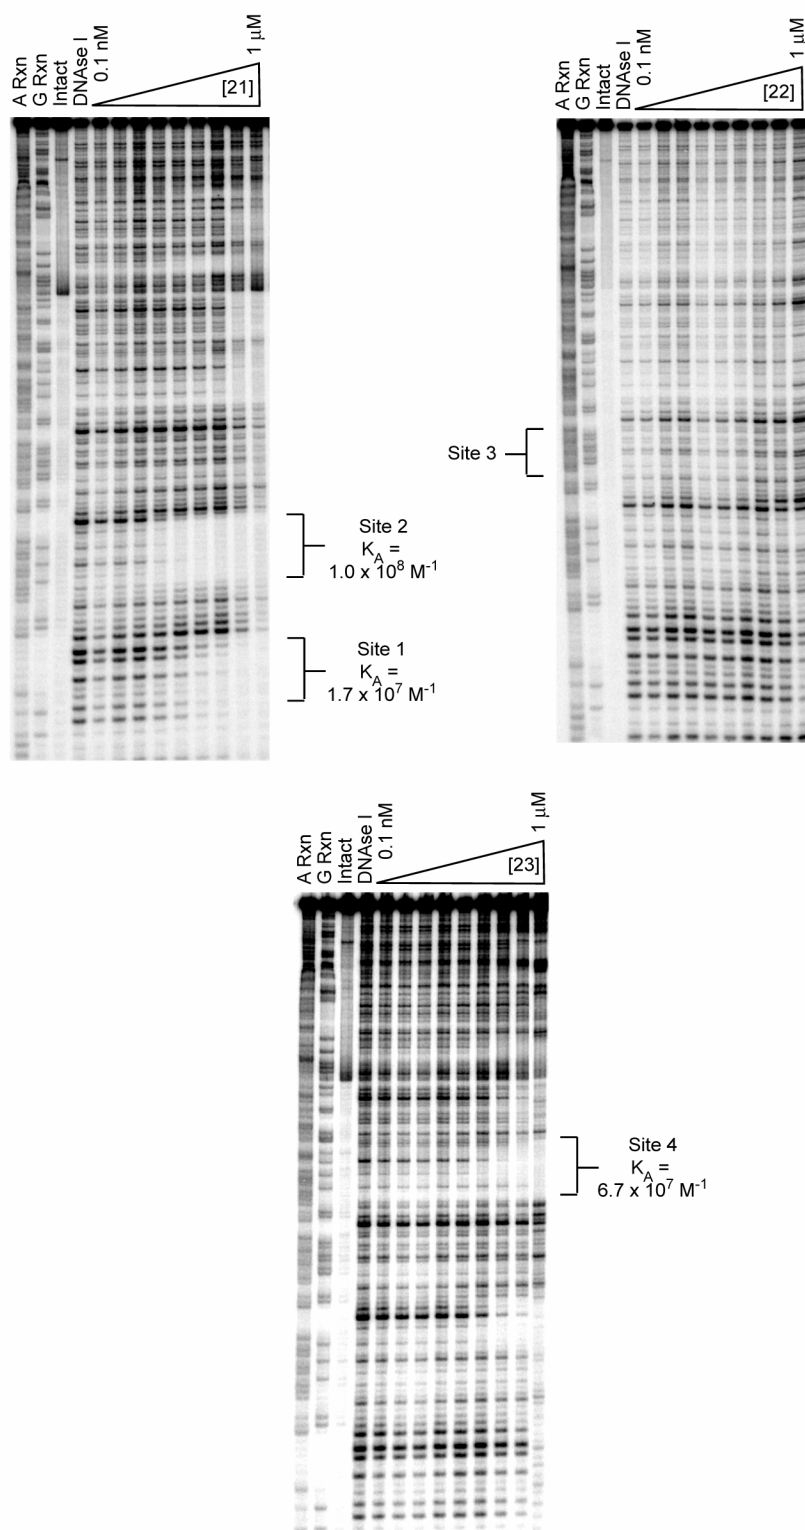 A Rxn
G Rxn
Intact
DNAse I
0.1 nM
1 µM
[21]
Site 2
K_A =
1.0 x 10^8 M^-1
Site 1
K_A =
1.7 x 10^7 M^-1
A Rxn
G Rxn
Intact
DNAse I
0.1 nM
1 µM
[22]
Site 3
A Rxn
G Rxn
Intact
DNAse I
0.1 nM
1 µM
[23]
Site 4
K_A =
6.7 x 10^7 M^-1